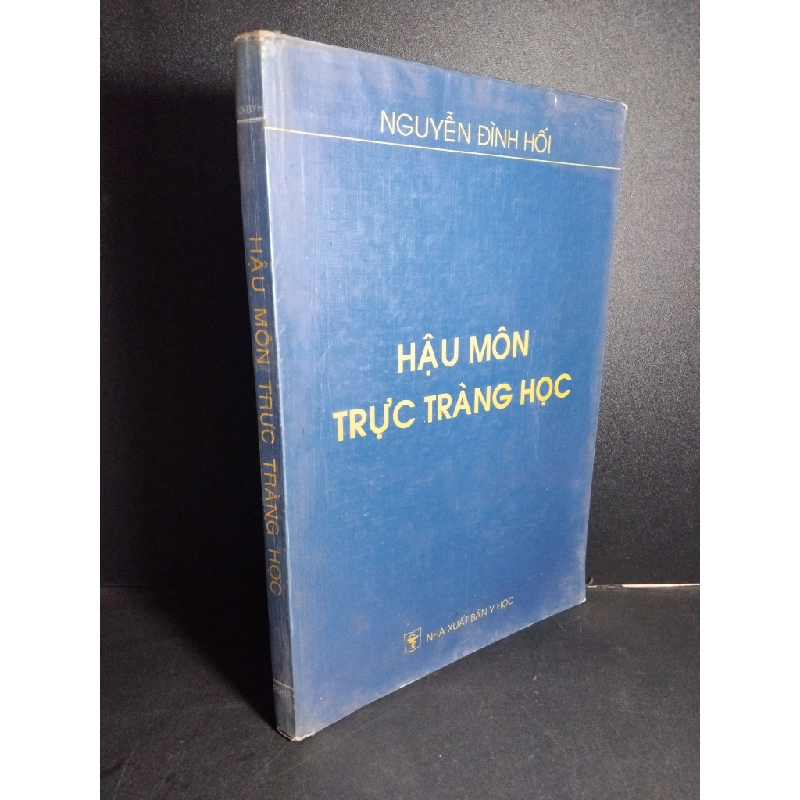 NGUYỄN ĐÌNH HỐI
HẬU MÔN
TRỰC TRÀNG HỌC
NHÀ XUẤT BẢN Y HỌC
HẬU MÔN TRỰC TRÀNG HỌC